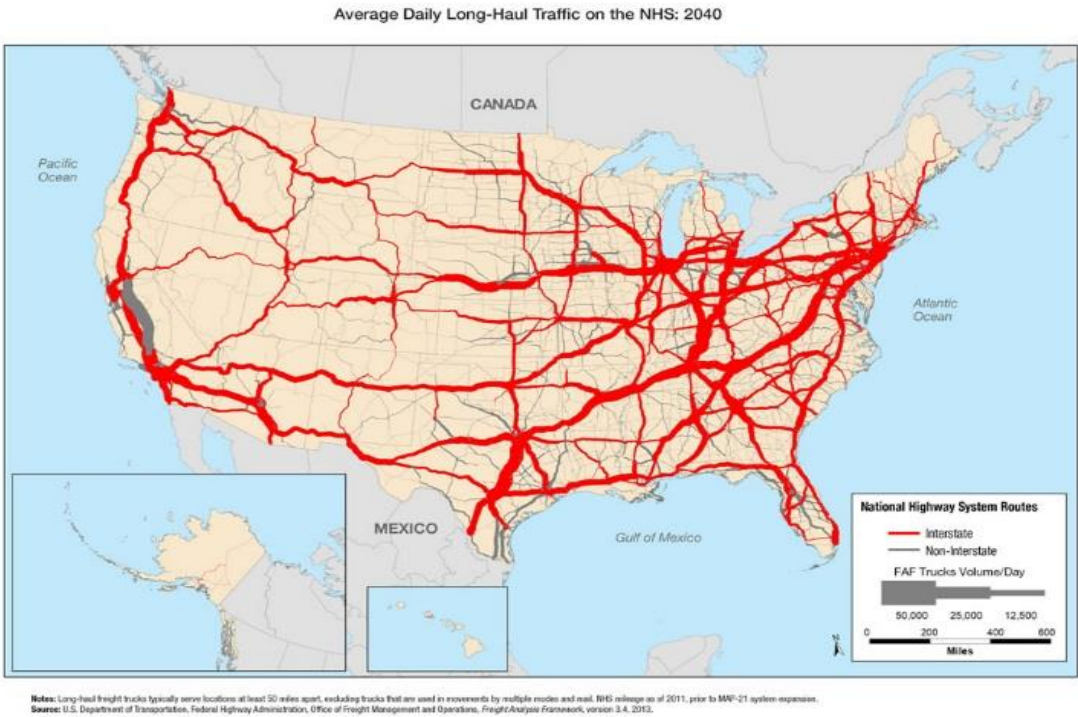 Average Daily Long-Haul Traffic on the NHS: 2040
CANADA
Pacific
Ocean
Atlantic
Ocean
MEXICO
Gulf of Mexico
National Highway System Routes
Interstate
Non-Interstate
FAF Trucks Volume/Day
50,000 25,000 12,500
0 200 400 600
Miles
N
Notes: Long-haul freight trucks typically serve locations at least 50 miles apart, excluding trucks that are used in movements by multiple modes and mail. NHS mileage as of 2011, prior to MAP-21 system expansion.
Source: U.S. Department of Transportation, Federal Highway Administration, Office of Freight Management and Operations, Freight Analysis Framework, version 3.4, 2013.